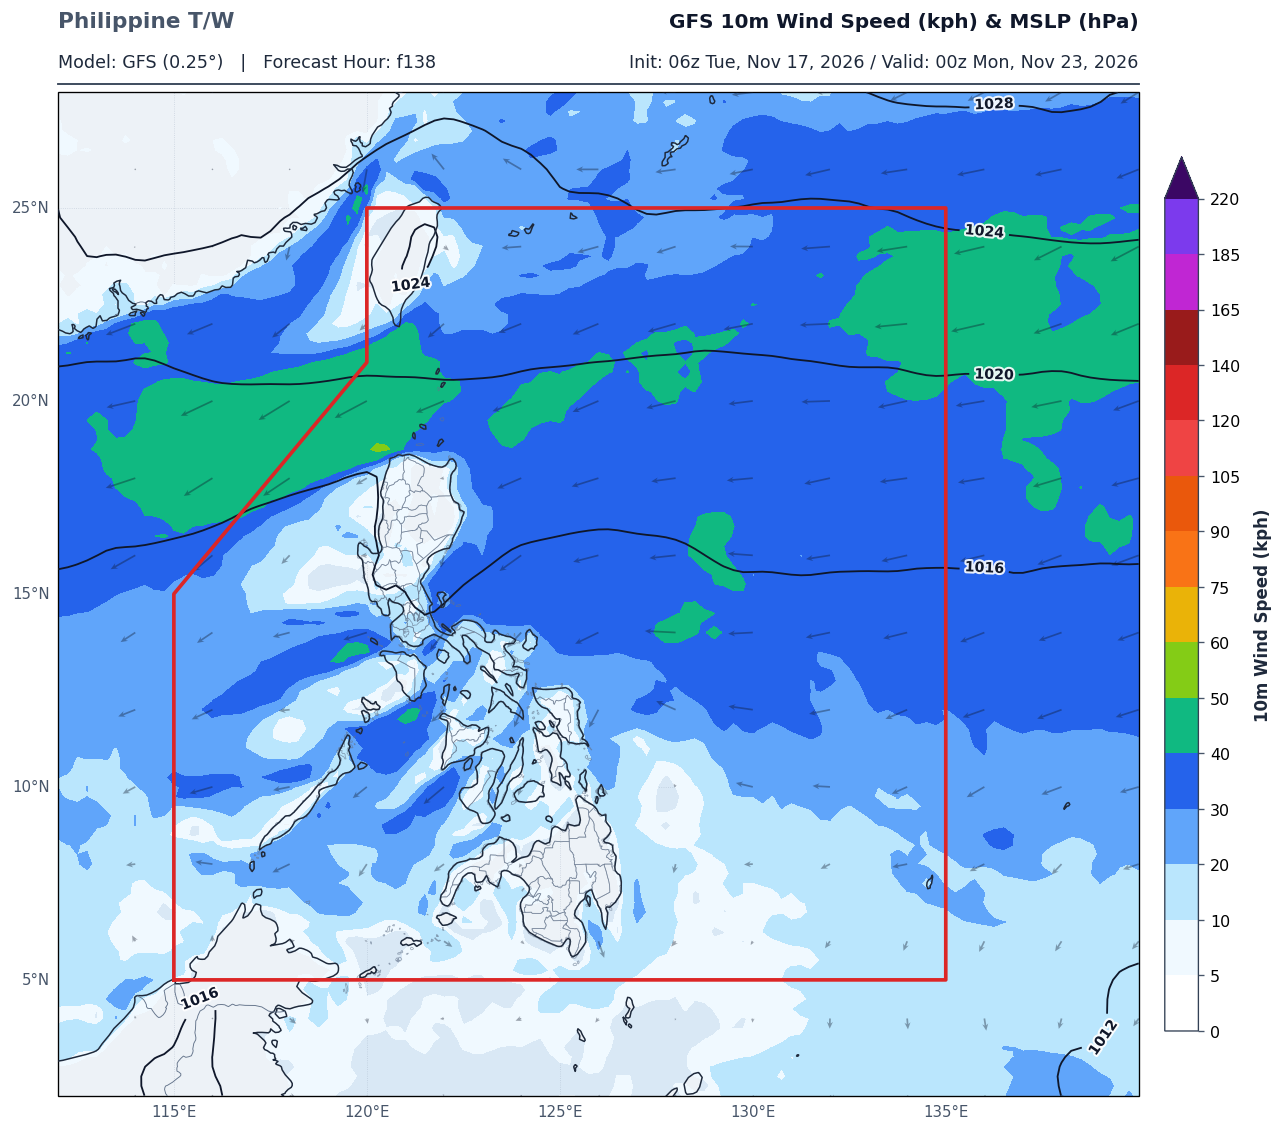 Philippine T/W
GFS 10m Wind Speed (kph) & MSLP (hPa)
Model: GFS (0.25°) | Forecast Hour: f138
Init: 06z Tue, Nov 17, 2026 / Valid: 00z Mon, Nov 23, 2026
1028
1024
1024
1020
1016
1016
1012
25°N
20°N
15°N
10°N
5°N
115°E
120°E
125°E
130°E
135°E
220
185
165
140
120
105
90
75
60
50
40
30
20
10
5
0
10m Wind Speed (kph)